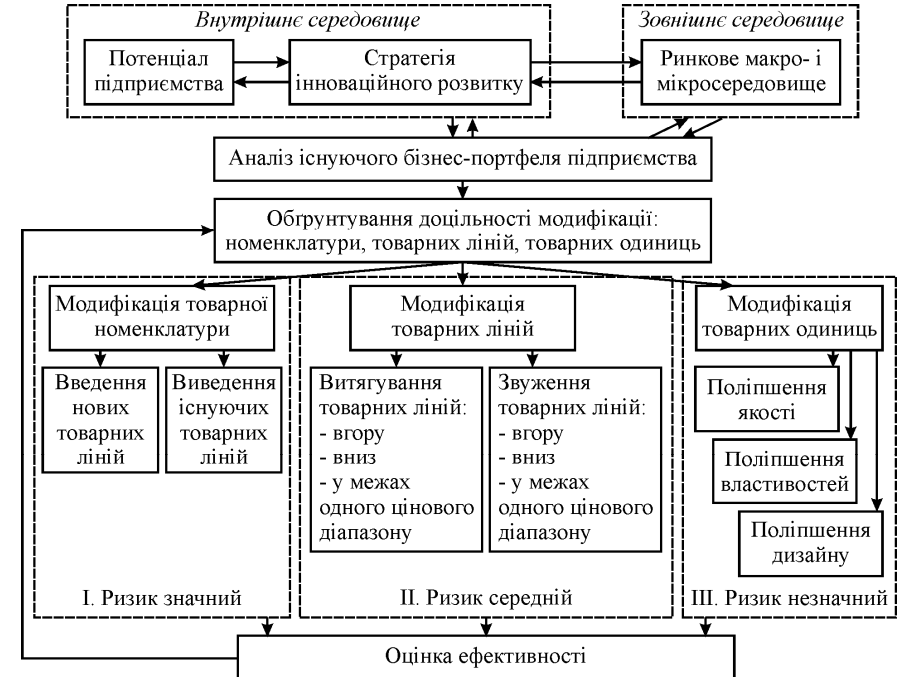 Внутрішнє середовище
Зовнішнє середовище
Потенціал
підприємства
Стратегія
інноваційного розвитку
Ринкове макро- і
мікросередовище
Аналіз існуючого бізнес-портфеля підприємства
Обґрунтування доцільності модифікації:
номенклатури, товарних ліній, товарних одиниць
Модифікація товарної
номенклатури
Введення
нових
товарних
ліній
Виведення
існуючих
товарних
ліній
І. Ризик значний
Модифікація
товарних ліній
Витягування
товарних ліній:
- вгору
- вниз
- у межах
одного цінового
діапазону
Звуження
товарних ліній:
- вгору
- вниз
- у межах
одного цінового
діапазону
ІІ. Ризик середній
Модифікація
товарних одиниць
Поліпшення
якості
Поліпшення
властивостей
Поліпшення
дизайну
ІІІ. Ризик незначний
Оцінка ефективності